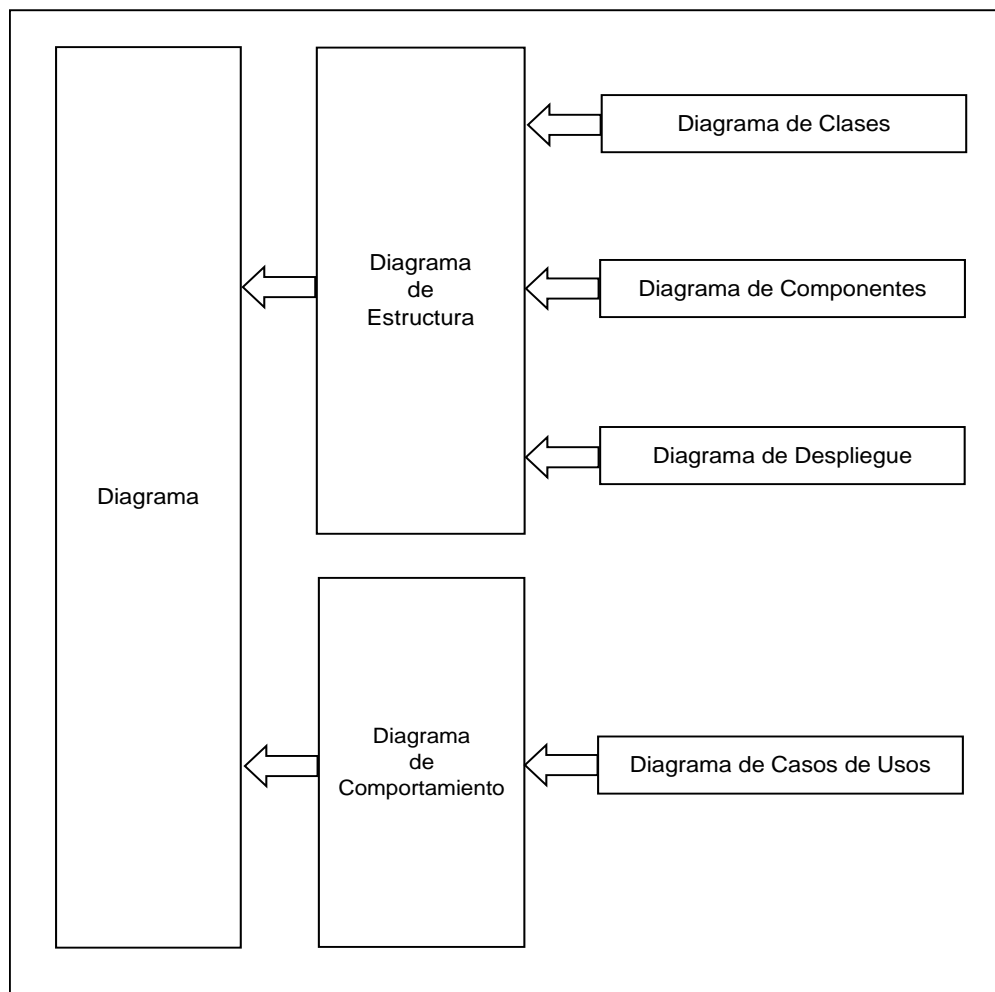 Diagrama
Diagrama
de
Estructura
Diagrama de Clases
Diagrama de Componentes
Diagrama de Despliegue
Diagrama
de
Comportamiento
Diagrama de Casos de Usos